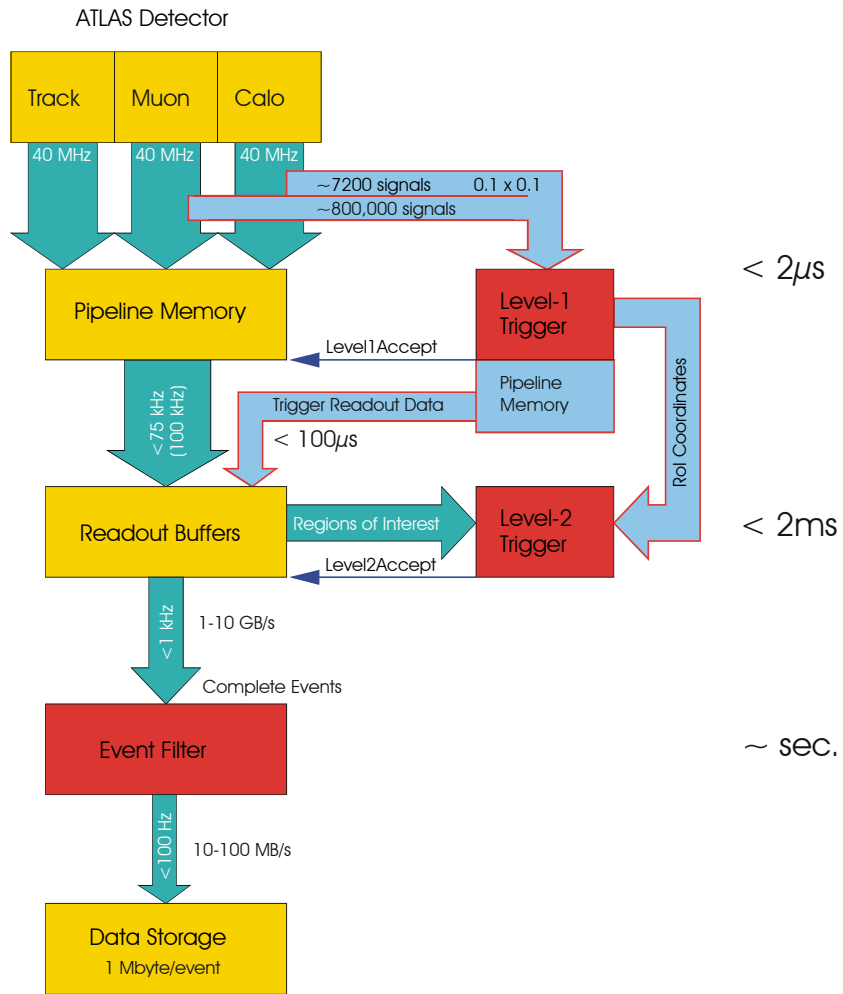 ATLAS Detector
Track
Muon
Calo
40 MHz
40 MHz
40 MHz
~7200 signals 0.1 x 0.1
~800,000 signals
< 2µs
Pipeline Memory
Level-1
Trigger
Level1Accept
Pipeline
Memory
Trigger Readout Data
<75 kHz
(100 kHz)
< 100µs
RoI Coordinates
Readout Buffers
Regions of Interest
Level-2
Trigger
< 2ms
Level2Accept
<1 kHz
1-10 GB/s
Complete Events
Event Filter
~ sec.
<100 Hz
10-100 MB/s
Data Storage
1 Mbyte/event